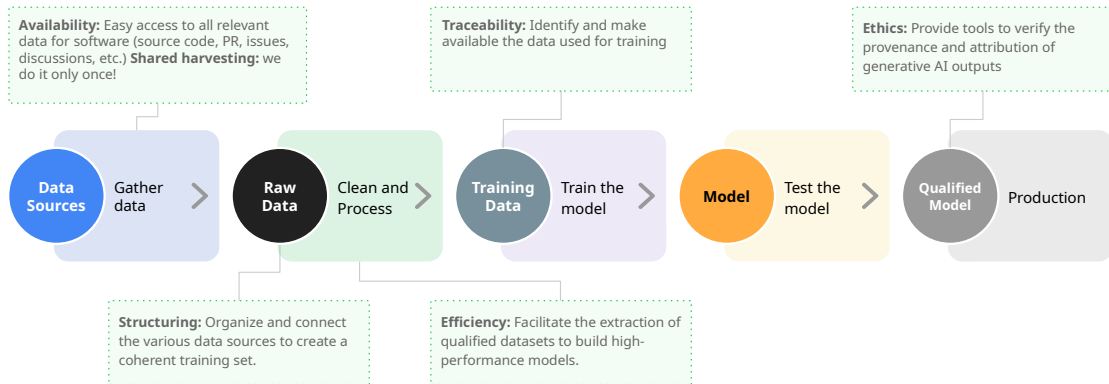 Availability: Easy access to all relevant
data for software (source code, PR, issues,
discussions, etc.) Shared harvesting: we
do it only once!
Traceability: Identify and make
available the data used for training
Ethics: Provide tools to verify the
provenance and attribution of
generative AI outputs
Data
Sources
Gather
data
Raw
Data
Clean and
Process
Training
Data
Train the
model
Model
Test the
model
Qualified
Model
Production
Structuring: Organize and connect
the various data sources to create a
coherent training set.
Efficiency: Facilitate the extraction of
qualified datasets to build high-
performance models.